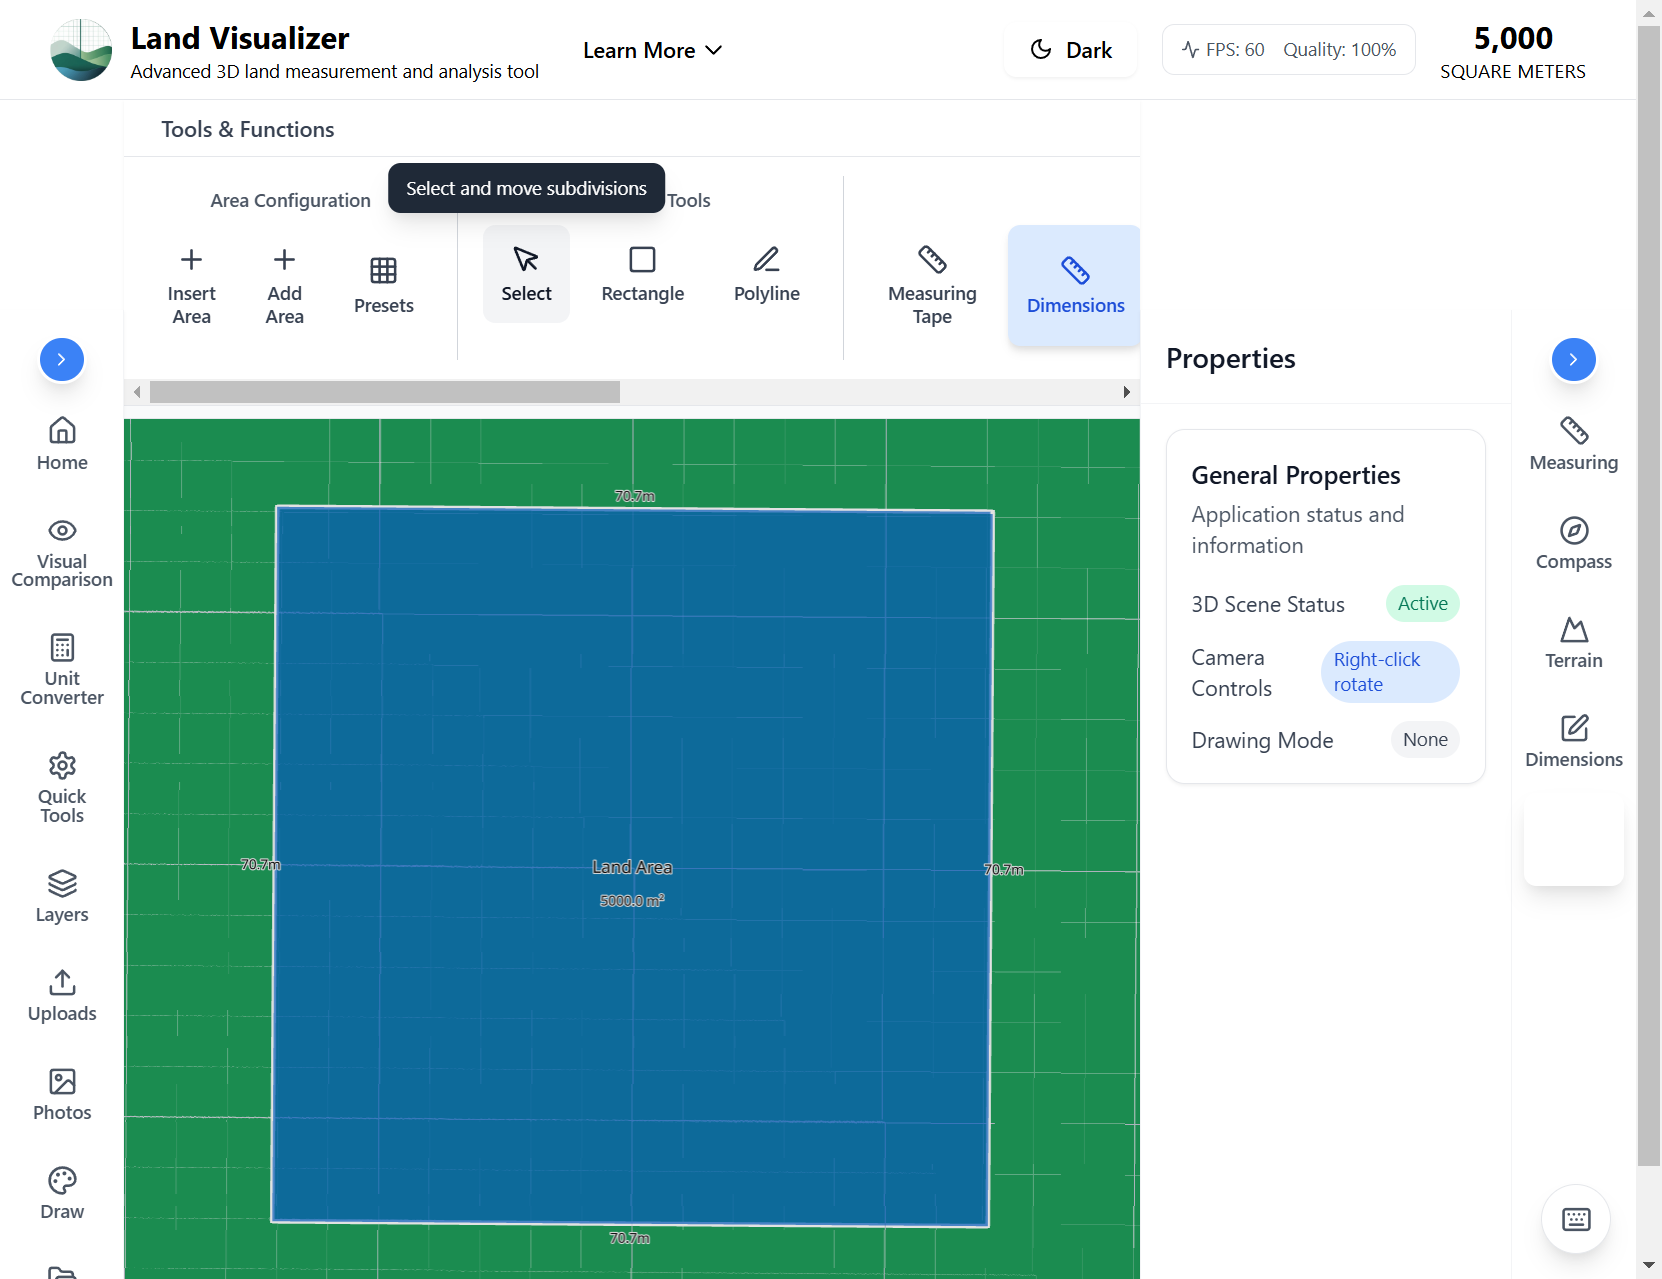 Land Visualizer
Advanced 3D land measurement and analysis tool
Learn More
Dark
FPS: 60
Quality: 100%
5,000
SQUARE METERS
Tools & Functions
Area Configuration
Select and move subdivisions
Tools
Insert
Area
Add
Area
Presets
Select
Rectangle
Polyline
Measuring
Tape
Dimensions
Home
Visual
Comparison
Unit
Converter
Quick
Tools
Layers
Uploads
Photos
Draw
70.7m
70.7m
Land Area
5000.0 m²
70.7m
70.7m
Properties
General Properties
Application status and
information
3D Scene Status
Active
Camera
Controls
Right-click
rotate
Drawing Mode
None
Measuring
Compass
Terrain
Dimensions